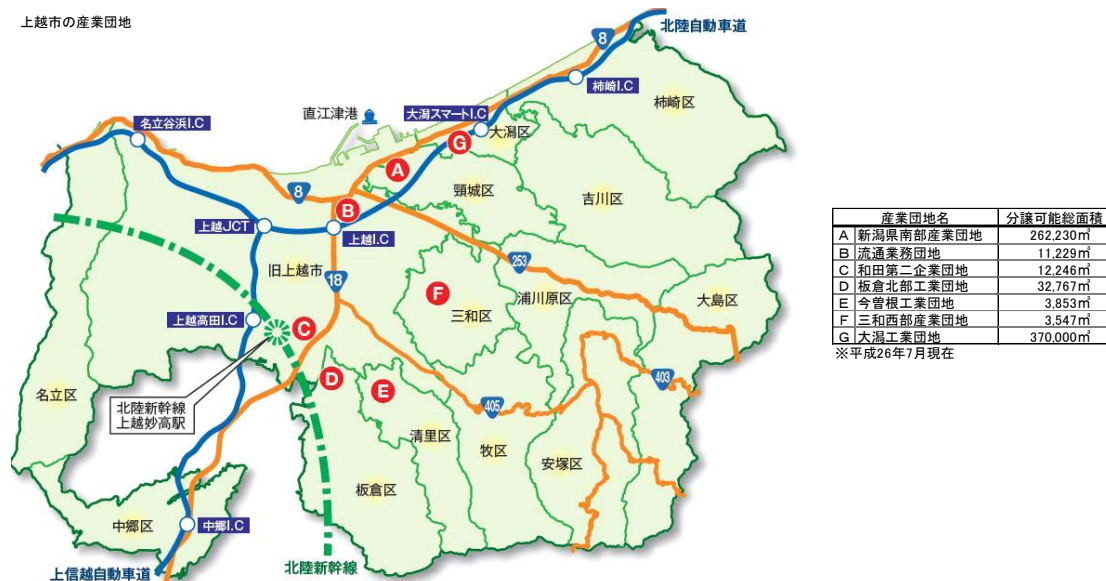 上越市の産業団地
北陸自動車道
8
柿崎I.C
柿崎区
直江津港
大潟スマートI.C
大潟区
名立谷浜I.C
G
A
頸城区
吉川区
8
B
上越JCT
上越I.C
旧上越市
18
253
浦川原区
大島区
F
三和区
上越高田I.C
C
D
E
403
名立区
北陸新幹線
上越妙高駅
405
清里区
牧区
安塚区
板倉区
中郷区
中郷I.C
北陸新幹線
上信越自動車道
産業団地名 分譲可能総面積
A 新潟県南部産業団地 262,230㎡
B 流通業務団地 11,229㎡
C 和田第二企業団地 12,246㎡
D 板倉北部工業団地 32,767㎡
E 今曽根工業団地 3,853㎡
F 三和西部産業団地 3,547㎡
G 大潟工業団地 370,000㎡
※平成26年7月現在